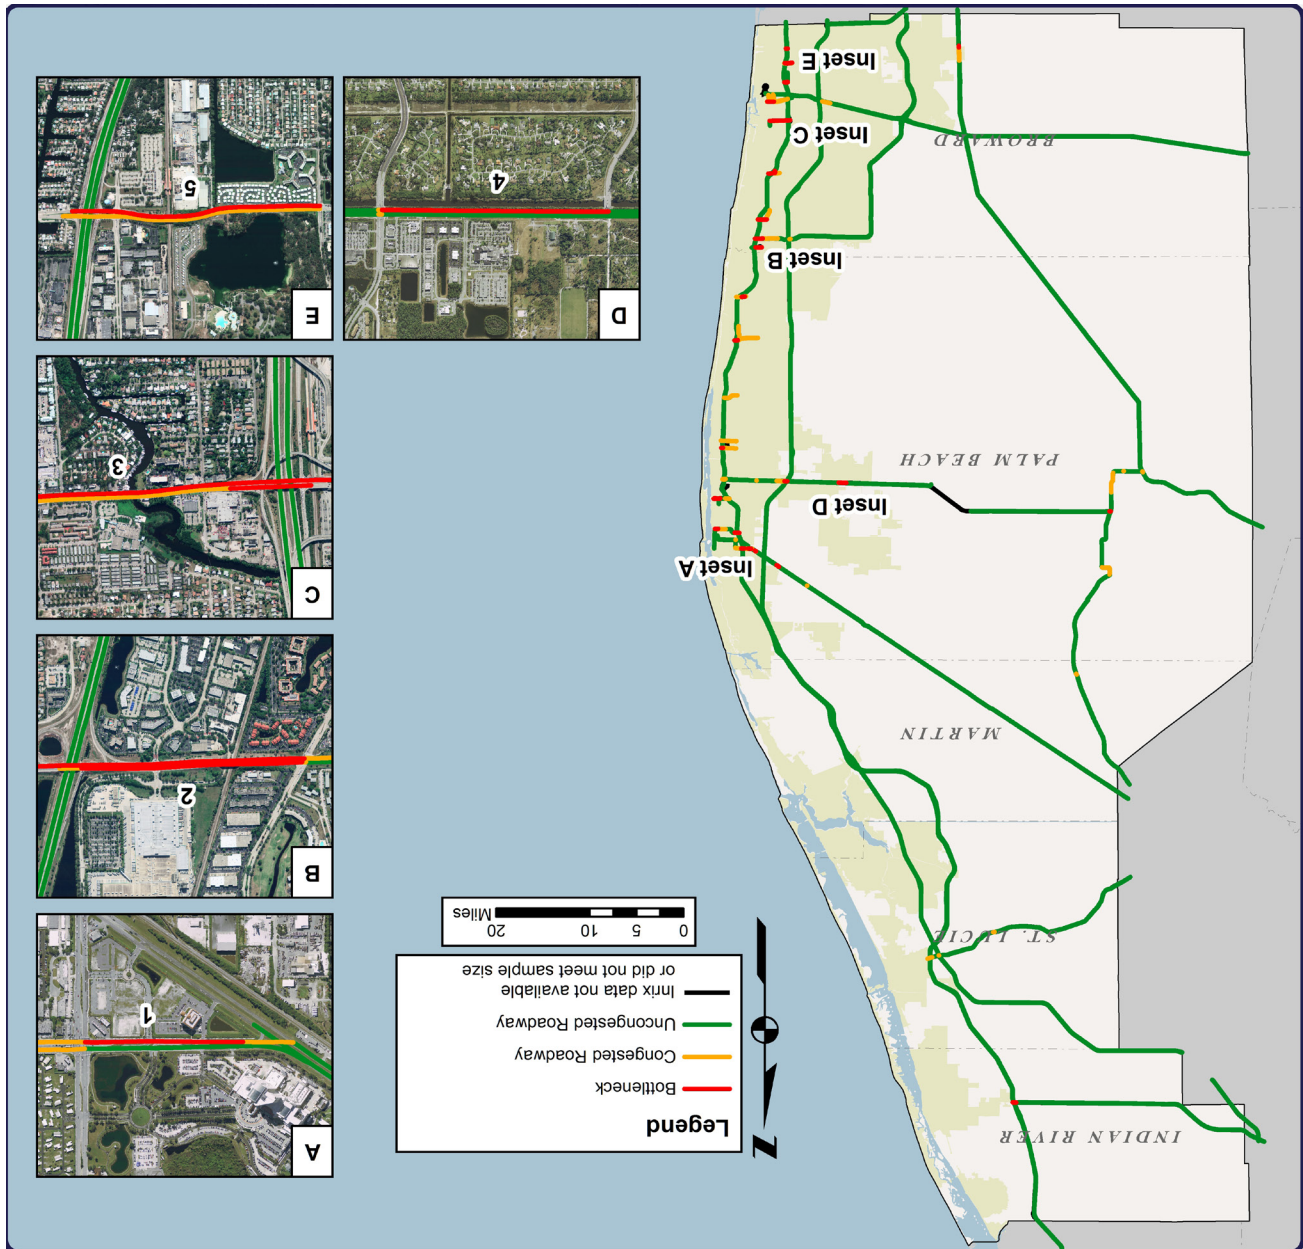 INDIAN RIVER
ST. LUCIE
MARTIN
PALM BEACH
BROWARD
Inset A
Inset D
Inset B
Inset C
Inset E
N
Legend
Bottleneck
Congested Roadway
Uncongested Roadway
Inrix data not available
or did not meet sample size
0 5 10 20
Miles
A
1
B
2
C
3
D
4
E
5